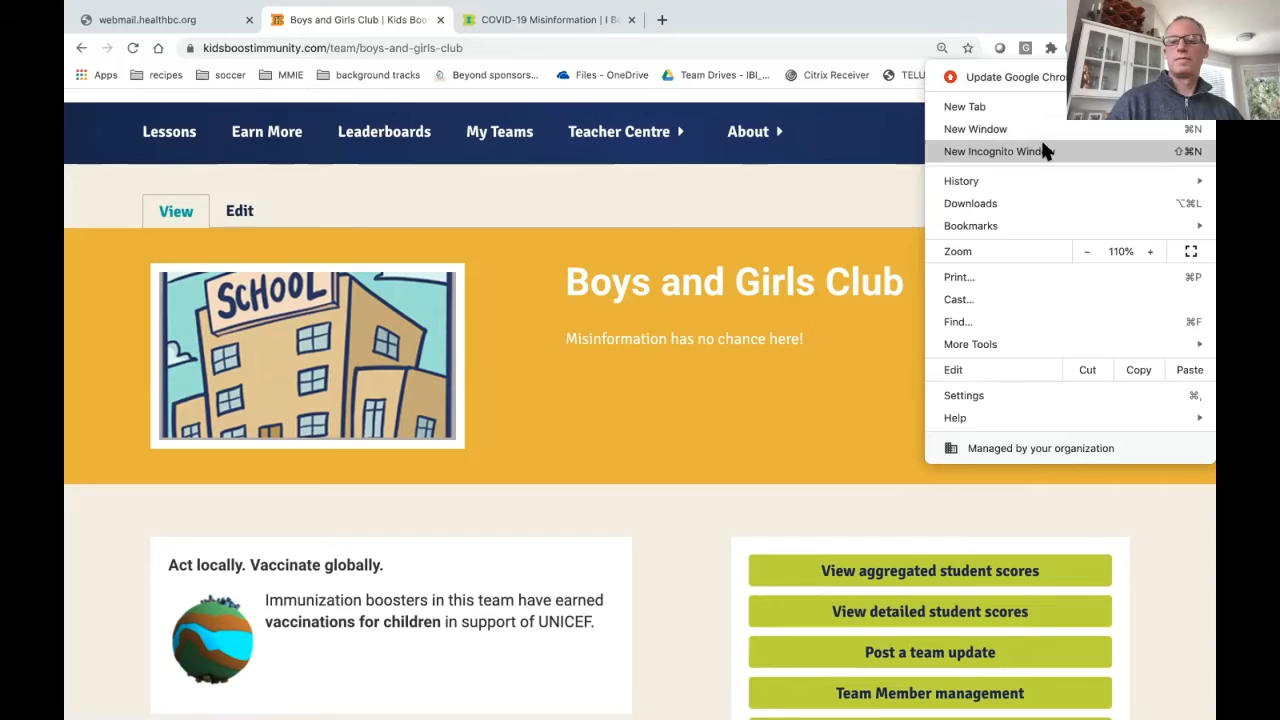 webmail.healthbc.org
Boys and Girls Club | Kids Boo
COVID-19 Misinformation | I B
kidsboostimmunity.com/team/boys-and-girls-club
Apps
recipes
soccer
MMIE
background tracks
Beyond sponsors...
Files - OneDrive
Team Drives - IBI_...
Citrix Receiver
TELU
Lessons
Earn More
Leaderboards
My Teams
Teacher Centre
About
View
Edit
SCHOOL
Boys and Girls Club
Misinformation has no chance here!
Update Google Chro
New Tab
New Window ⌘N
New Incognito Wind ⇧⌘N
History
Downloads ⌥⌘L
Bookmarks
Zoom - 110% +
Print... ⌘P
Cast...
Find... ⌘F
More Tools
Edit Cut Copy Paste
Settings ⌘,
Help
Managed by your organization
Act locally. Vaccinate globally.
Immunization boosters in this team have earned
vaccinations for children in support of UNICEF.
View aggregated student scores
View detailed student scores
Post a team update
Team Member management